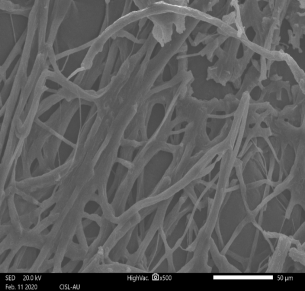 SED 20.0 kV HighVac. x500 50 µm
Feb. 11 2020 CISL-AU